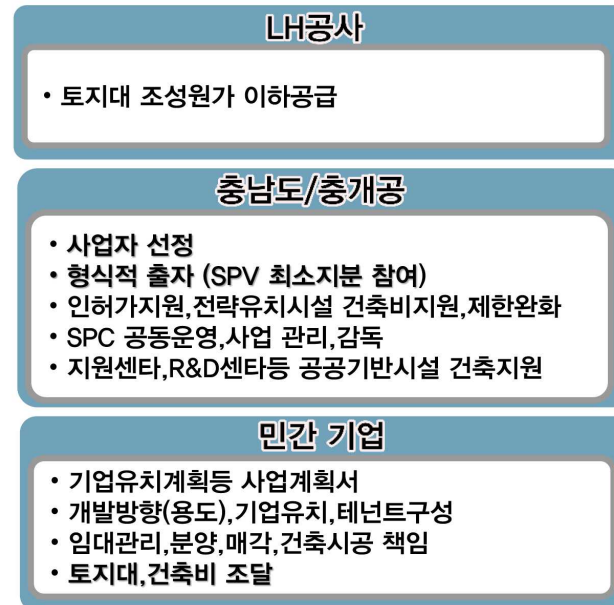 LH공사
• 토지대 조성원가 이하공급
충남도/충개공
• 사업자 선정
• 형식적 출자 (SPV 최소지분 참여)
• 인허가지원,전략유치시설 건축비지원,제한완화
• SPC 공동운영,사업 관리,감독
• 지원센타,R&D센타등 공공기반시설 건축지원
민간 기업
• 기업유치계획등 사업계획서
• 개발방향(용도),기업유치,테넌트구성
• 임대관리,분양,매각,건축시공 책임
• 토지대,건축비 조달